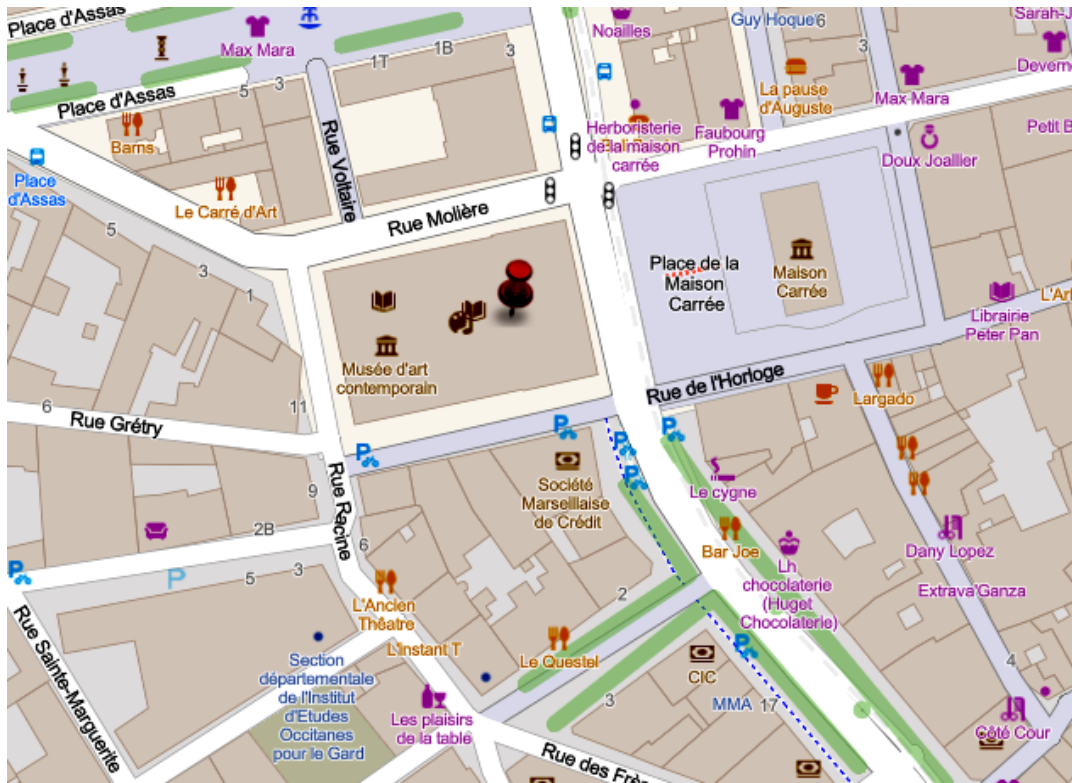 Place d'Assas
Max Mara
1T
1B
3
Noailles
Guy Hoque
6
3
Sarah-J
Deverno
Place d'Assas
5
3
Barns
Rue Voltaire
La pause
d'Auguste
Max Mara
Herboristerie
de la maison
carrée
Faubourg
Prohin
Doux Joallier
Petit B
Place
d'Assas
Le Carré d'Art
Rue Molière
5
3
1
Place de la
Maison
Carrée
Maison
Carrée
L'Art
Librairie
Peter Pan
Musée d'art
contemporain
Rue de l'Horloge
Largado
6
Rue Grétry
11
P
P
P
P
Rue Racine
9
Société
Marseillaise
de Crédit
Le cygne
2B
6
Bar Joe
Dany Lopez
P
P
5
3
Lh
chocolaterie
(Huget
Chocolaterie)
Extrava'Ganza
2
L'Ancien
Théatre
L'instant T
Le Questel
Rue Sainte-Marguerite
Section
départementale
de l'Institut
d'Etudes
Occitanes
pour le Gard
P
CIC
4
MMA
17
3
Les plaisirs
de la table
Côté Cour
Rue des Frè